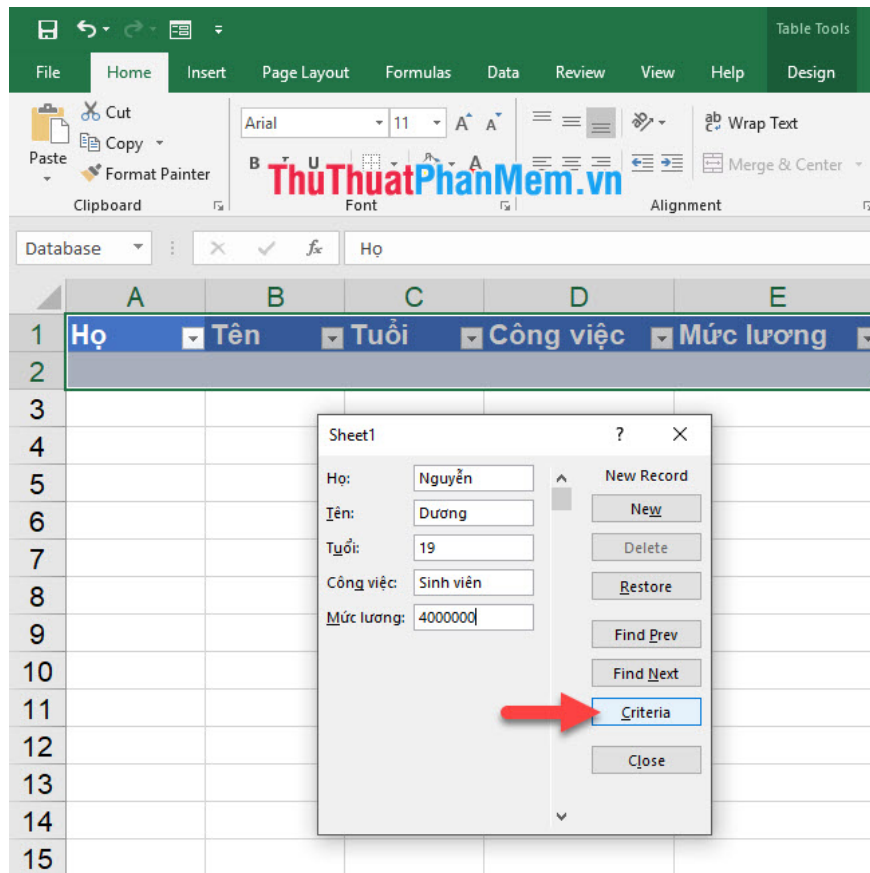 Table Tools
File Home Insert Page Layout Formulas Data Review View Help Design
Paste
Cut
Copy
Format Painter
Clipboard
Arial 11 A A
B I U A
Font
ab Wrap Text
Merge & Center
Alignment
ThuThuatPhanMem.vn
Database fx Họ
A B C D E
1 Họ Tên Tuổi Công việc Mức lương
2
3
4
5
6
7
8
9
10
11
12
13
14
15
Sheet1 ? ×
Họ: Nguyễn
Tên: Dương
Tuổi: 19
Công việc: Sinh viên
Mức lương: 4000000
New Record
New
Delete
Restore
Find Prev
Find Next
Criteria
Close